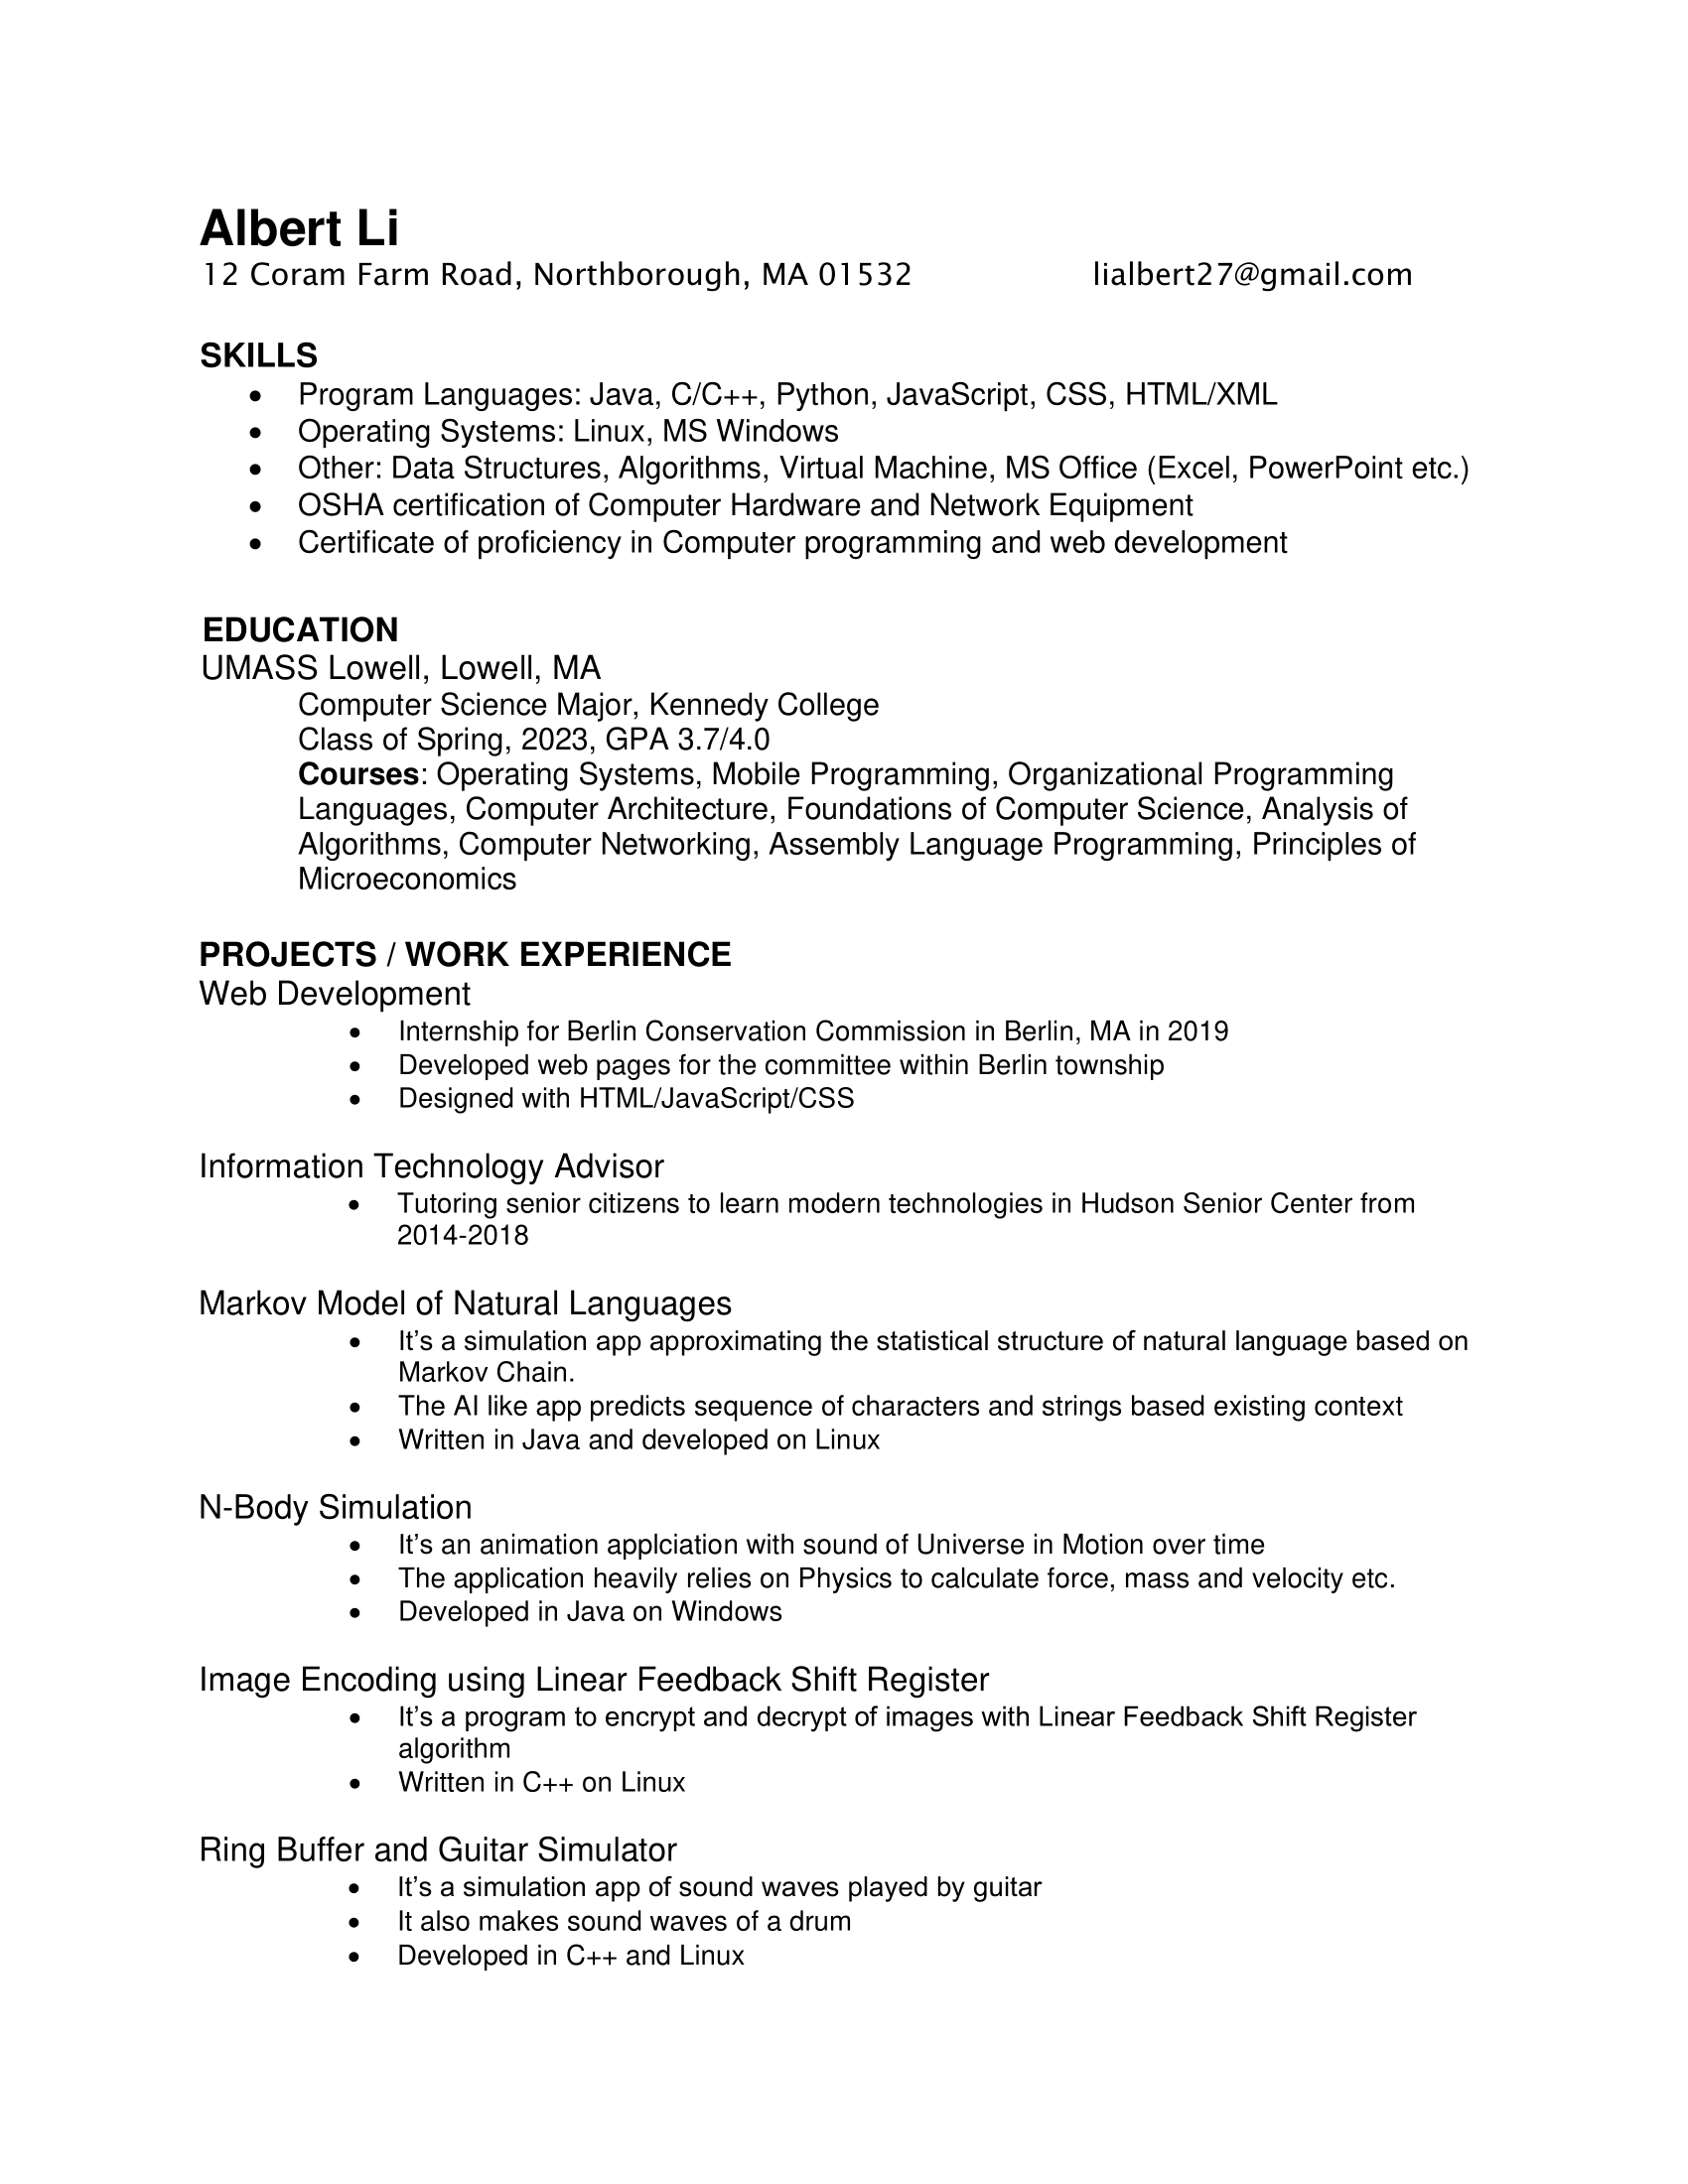 Albert Li
12 Coram Farm Road, Northborough, MA 01532 lialbert27@gmail.com
SKILLS
• Program Languages: Java, C/C++, Python, JavaScript, CSS, HTML/XML
• Operating Systems: Linux, MS Windows
• Other: Data Structures, Algorithms, Virtual Machine, MS Office (Excel, PowerPoint etc.)
• OSHA certification of Computer Hardware and Network Equipment
• Certificate of proficiency in Computer programming and web development
EDUCATION
UMASS Lowell, Lowell, MA
Computer Science Major, Kennedy College
Class of Spring, 2023, GPA 3.7/4.0
Courses: Operating Systems, Mobile Programming, Organizational Programming
Languages, Computer Architecture, Foundations of Computer Science, Analysis of
Algorithms, Computer Networking, Assembly Language Programming, Principles of
Microeconomics
PROJECTS / WORK EXPERIENCE
Web Development
• Internship for Berlin Conservation Commission in Berlin, MA in 2019
• Developed web pages for the committee within Berlin township
• Designed with HTML/JavaScript/CSS
Information Technology Advisor
• Tutoring senior citizens to learn modern technologies in Hudson Senior Center from
2014-2018
Markov Model of Natural Languages
• It’s a simulation app approximating the statistical structure of natural language based on
Markov Chain.
• The AI like app predicts sequence of characters and strings based existing context
• Written in Java and developed on Linux
N-Body Simulation
• It’s an animation applciation with sound of Universe in Motion over time
• The application heavily relies on Physics to calculate force, mass and velocity etc.
• Developed in Java on Windows
Image Encoding using Linear Feedback Shift Register
• It’s a program to encrypt and decrypt of images with Linear Feedback Shift Register
algorithm
• Written in C++ on Linux
Ring Buffer and Guitar Simulator
• It’s a simulation app of sound waves played by guitar
• It also makes sound waves of a drum
• Developed in C++ and Linux